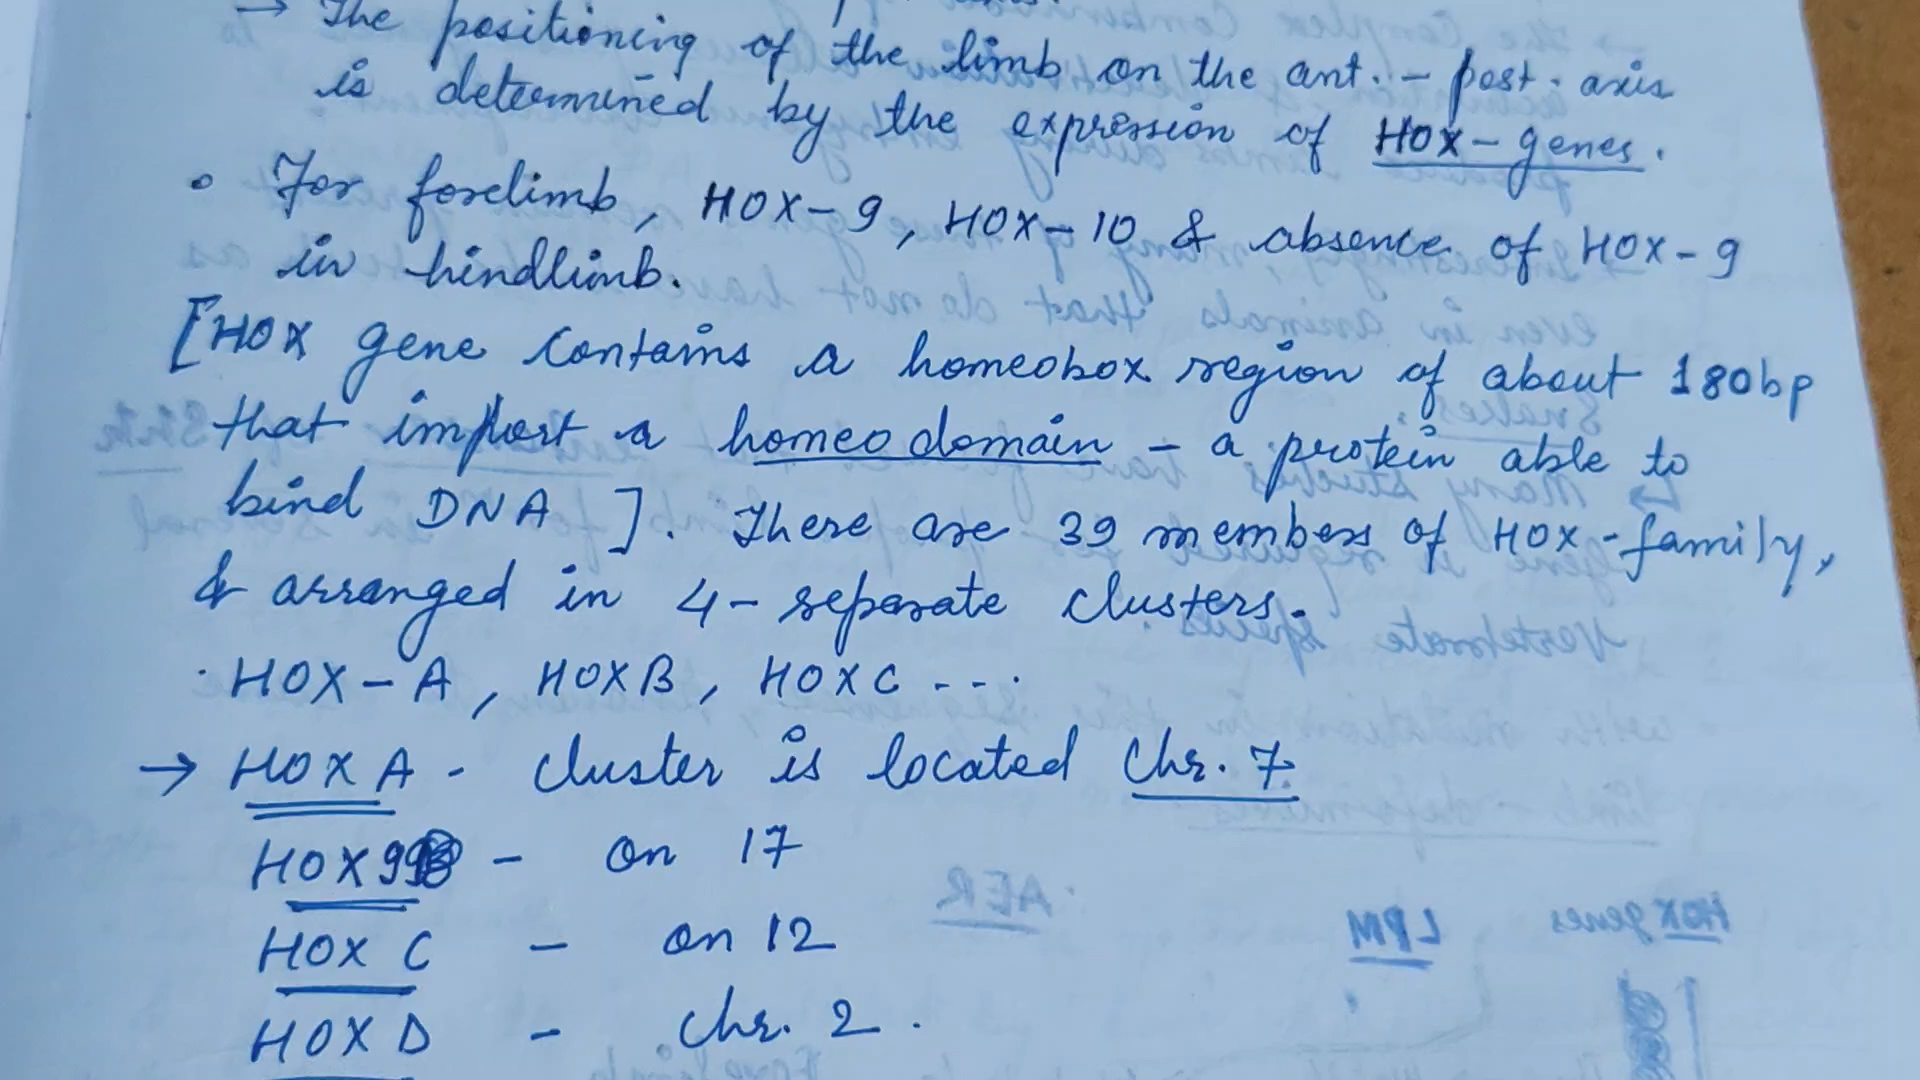 → The positioning of the limb on the ant. - post. axis
is determined by the expression of HOX-genes.
• For forelimb, HOX-9, HOX-10 & absence of HOX-9
in hindlimb.
[HOX gene contains a homeobox region of about 180bp
that import a homeodomain - a protein able to
bind DNA ]. There are 39 members of HOX-family,
& arranged in 4-separate clusters.
· HOX-A, HOXB, HOXC ---.
→ HOX A - cluster is located Chr. 7
HOX99 - on 17
HOX C - on 12
HOX D - Chr. 2.